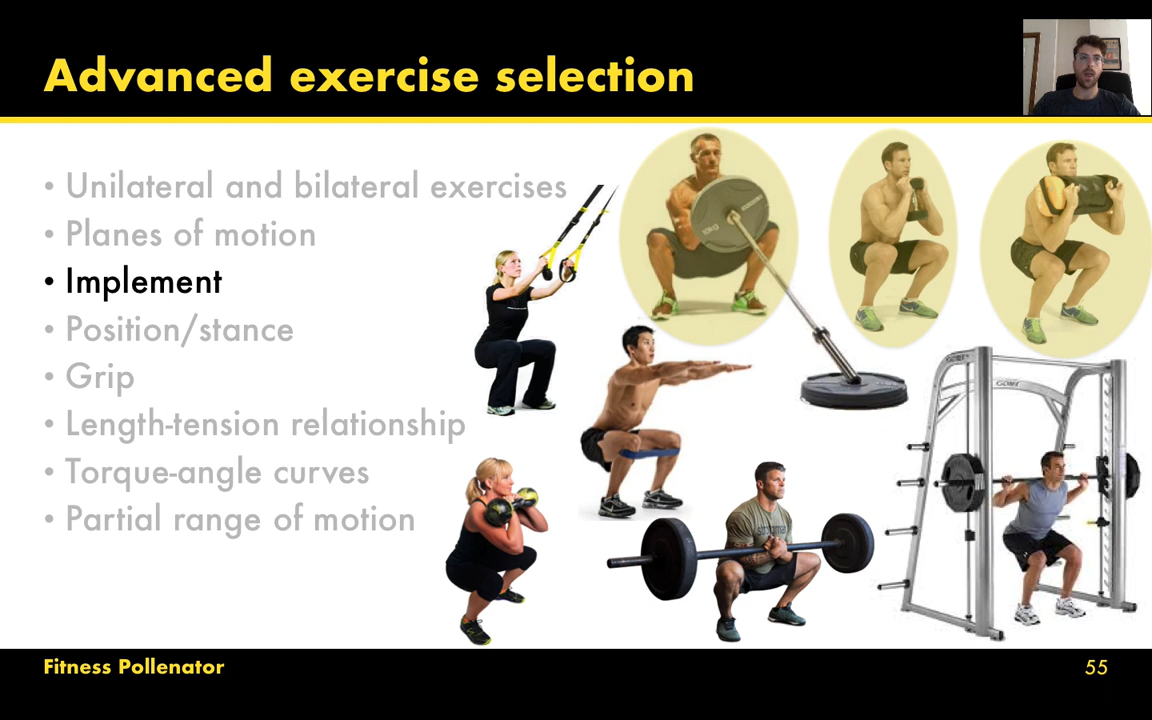 Advanced exercise selection
• Unilateral and bilateral exercises
• Planes of motion
• Implement
• Position/stance
• Grip
• Length-tension relationship
• Torque-angle curves
• Partial range of motion
Fitness Pollenator
55